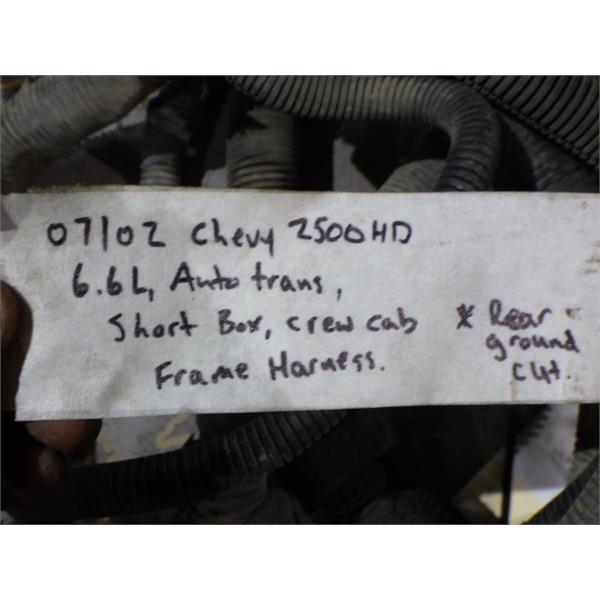 07/02 Chevy 2500HD
6.6L, Auto trans,
Short Box, crew cab
Frame Harness.
* Rear
ground
cut.